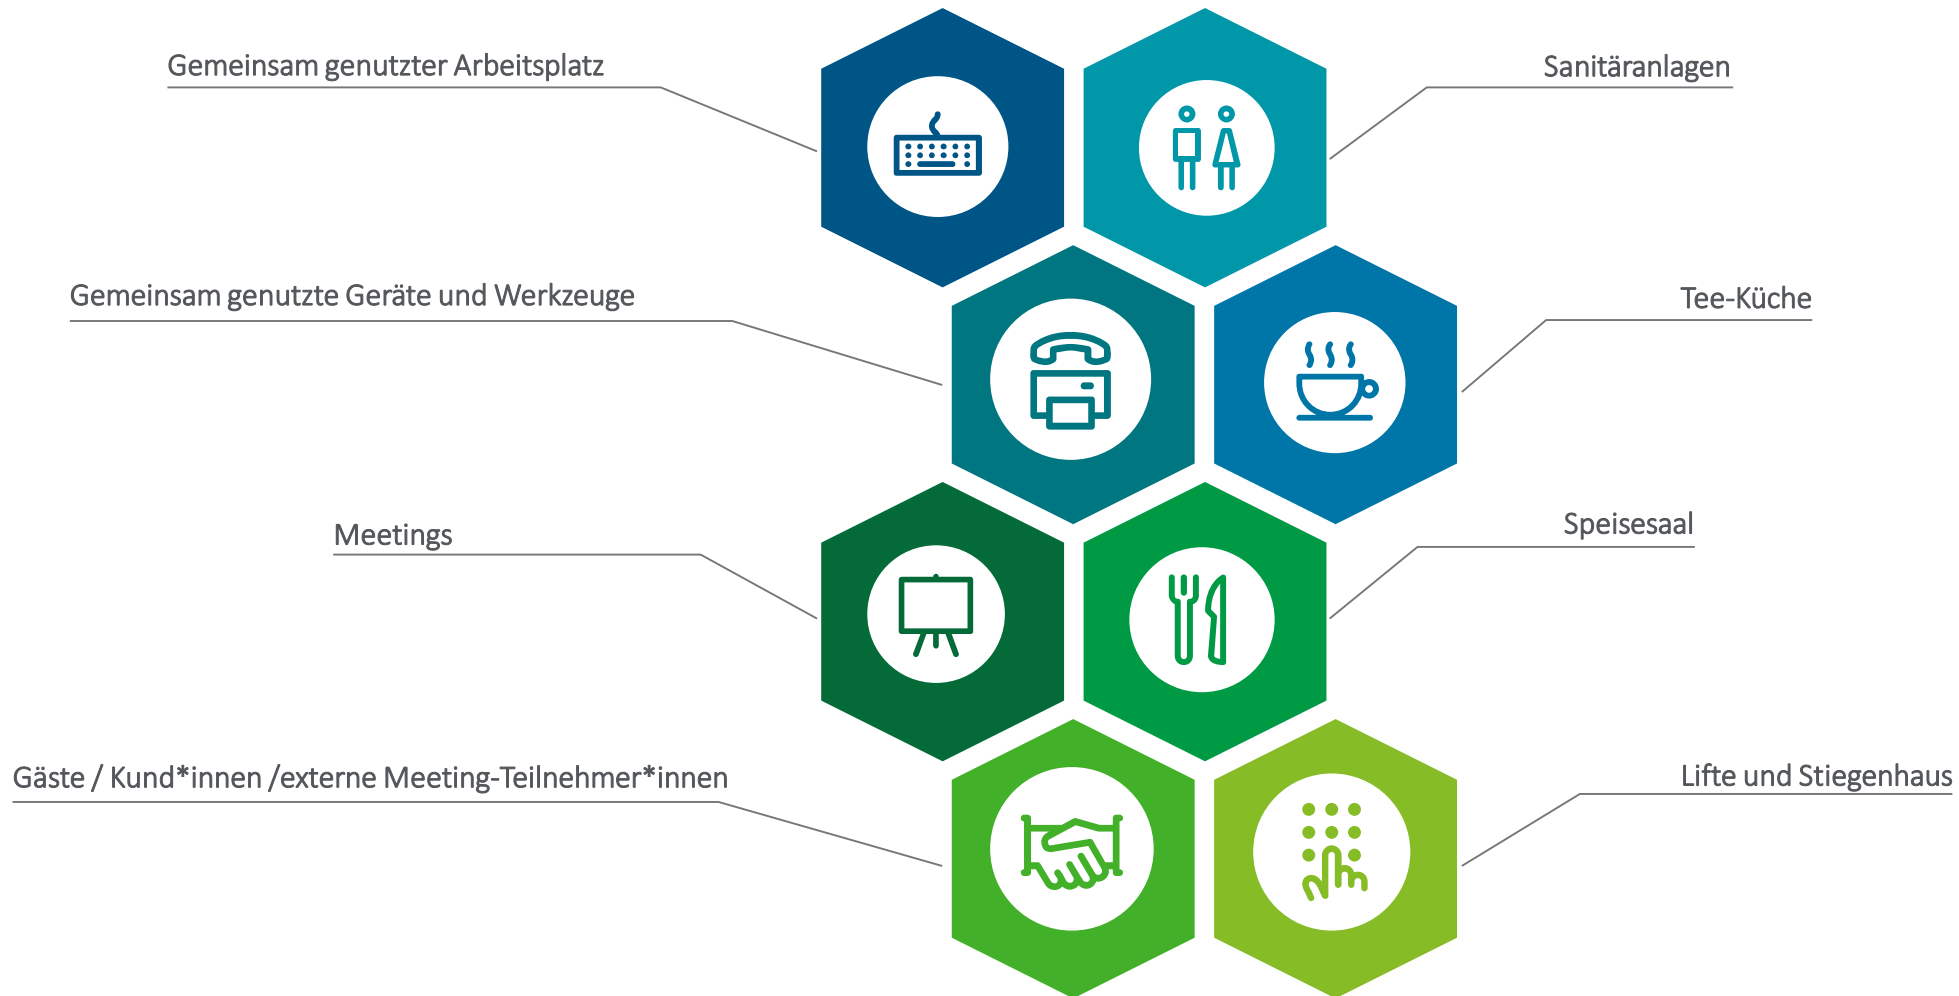 Gemeinsam genutzter Arbeitsplatz
Sanitäranlagen
Gemeinsam genutzte Geräte und Werkzeuge
Tee-Küche
Meetings
Speisesaal
Gäste / Kund*innen /externe Meeting-Teilnehmer*innen
Lifte und Stiegenhaus